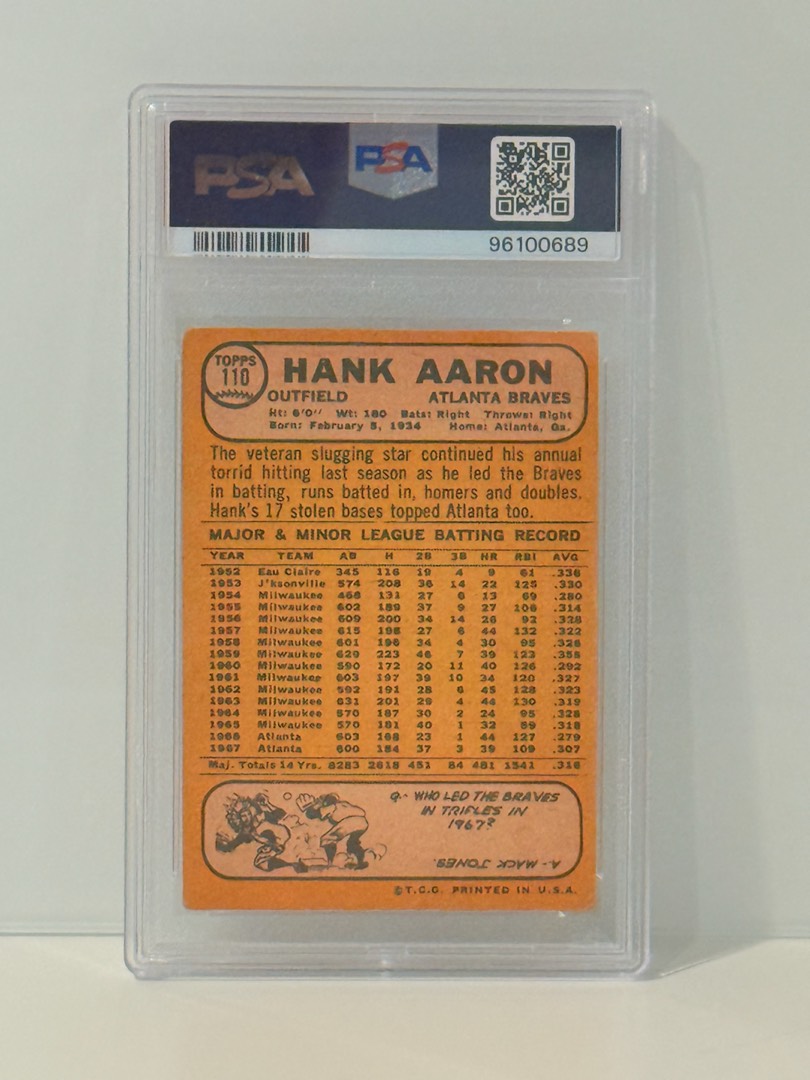 PSA PSA
96100689
TOPPS
110
HANK AARON
OUTFIELD ATLANTA BRAVES
Ht: 6'0" Wt: 180 Bats: Right Throws: Right
Born: February 5, 1934 Home: Atlanta, Ga.
The veteran slugging star continued his annual
torrid hitting last season as he led the Braves
in batting, runs batted in, homers and doubles.
Hank's 17 stolen bases topped Atlanta too.
MAJOR & MINOR LEAGUE BATTING RECORD
YEAR TEAM AB H 2B 3B HR RBI AVG
1952 Eau Claire 345 116 19 4 9 61 .336
1953 J'ksonville 574 208 36 14 22 125 .330
1954 Milwaukee 468 131 27 6 13 69 .280
1955 Milwaukee 602 189 37 9 27 106 .314
1956 Milwaukee 609 200 34 14 26 92 .328
1957 Milwaukee 615 198 27 6 44 132 .322
1958 Milwaukee 601 196 34 4 30 95 .326
1959 Milwaukee 629 223 46 7 39 123 .355
1960 Milwaukee 590 172 20 11 40 126 .292
1961 Milwaukee 603 197 39 10 34 120 .327
1962 Milwaukee 592 191 28 6 45 128 .323
1963 Milwaukee 631 201 29 4 44 130 .319
1964 Milwaukee 570 187 30 2 24 95 .328
1965 Milwaukee 570 181 40 1 32 89 .318
1966 Atlanta 603 168 23 1 44 127 .279
1967 Atlanta 600 184 37 3 39 109 .307
Maj. Totals 14 Yrs. 8283 2618 451 84 481 1541 .316
Q.- WHO LED THE BRAVES
IN TRIPLES IN
1967?
A.- MACK JONES.
©T.C.G. PRINTED IN U.S.A.